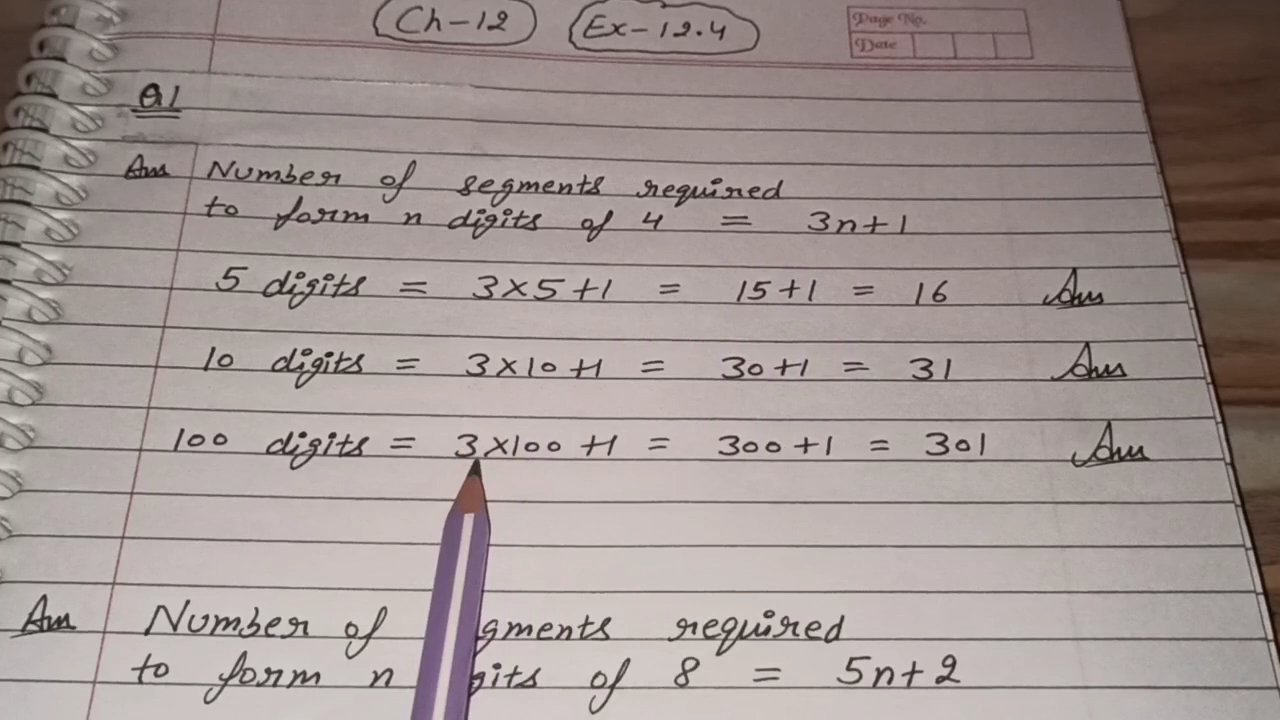 Ch-12 Ex-12.4
Page No.
Date
Q1
Ans Number of segments required
to form n digits of 4 = 3n+1
5 digits = 3×5+1 = 15+1 = 16 Ans
10 digits = 3×10+1 = 30+1 = 31 Ans
100 digits = 3×100+1 = 300+1 = 301 Ans
Ans Number of gments required
to form n gits of 8 = 5n+2